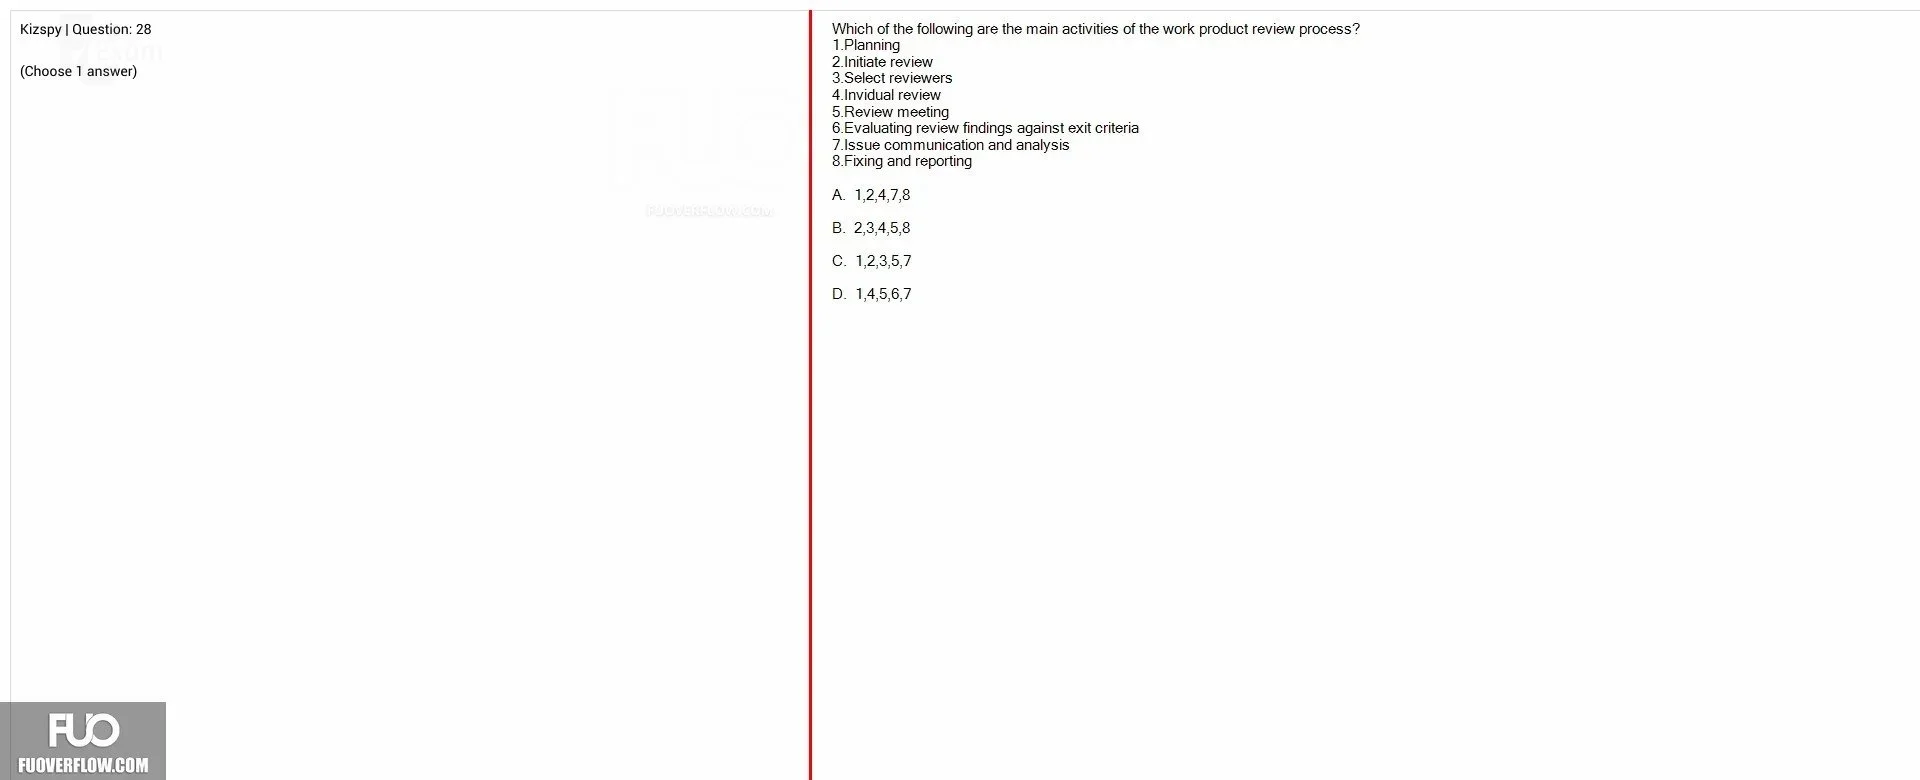 Kizspy | Question: 28
(Choose 1 answer)
Which of the following are the main activities of the work product review process?
1.Planning
2.Initiate review
3.Select reviewers
4.Invidual review
5.Review meeting
6.Evaluating review findings against exit criteria
7.Issue communication and analysis
8.Fixing and reporting
A. 1,2,4,7,8
B. 2,3,4,5,8
C. 1,2,3,5,7
D. 1,4,5,6,7
FUOVERFLOW.COM
FUO
FUOVERFLOW.COM